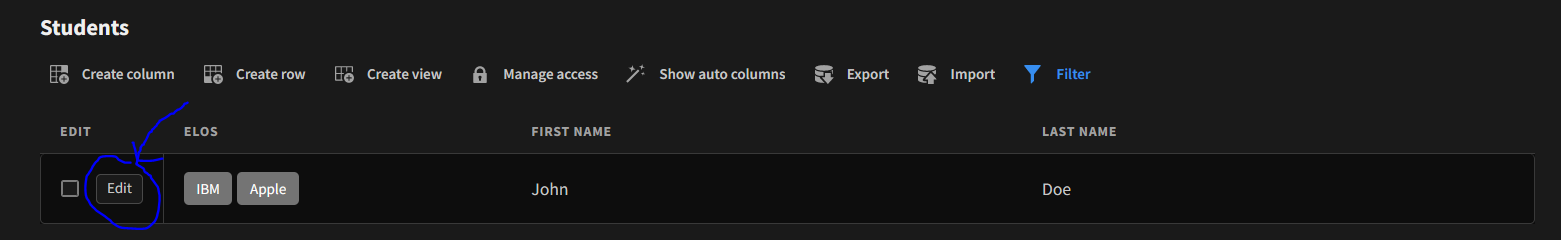 Students
Create column Create row Create view Manage access Show auto columns Export Import Filter
EDIT ELOS FIRST NAME LAST NAME
Edit IBM Apple John Doe